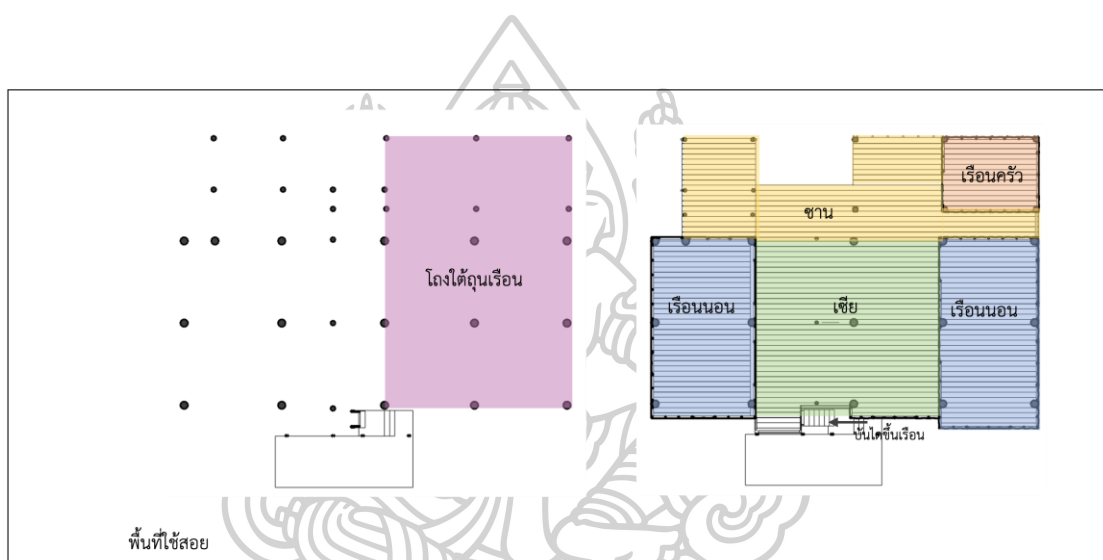 เรือนครัว
ชาน
โถงใต้ถุนเรือน
เรือนนอน
เซีย
เรือนนอน
บันไดขึ้นเรือน
พื้นที่ใช้สอย